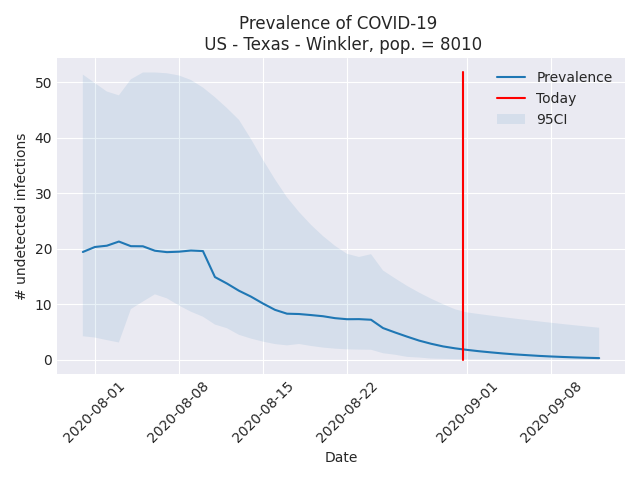 Prevalence of COVID-19
US - Texas - Winkler, pop. = 8010
Prevalence
Today
95CI
50
40
30
20
10
0
# undetected infections
2020-08-01
2020-08-08
2020-08-15
2020-08-22
2020-09-01
2020-09-08
Date